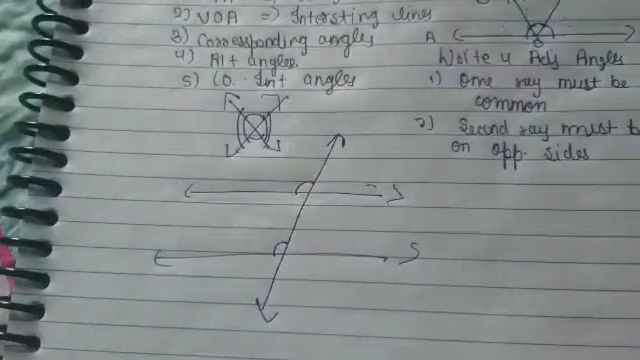 2) VOA => Intersting lines
3) Corresponding angles
4) Alt angles
5) Co. Int angles
A
Write 4 Adj Angles
1) One ray must be
common
2) Second ray must b
on opp. sides